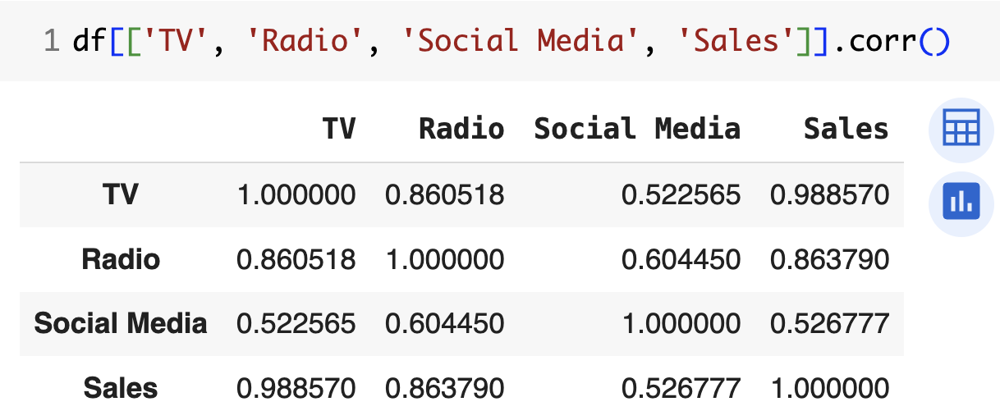 1 df[['TV', 'Radio', 'Social Media', 'Sales']].corr()
TV Radio Social Media Sales
TV 1.000000 0.860518 0.522565 0.988570
Radio 0.860518 1.000000 0.604450 0.863790
Social Media 0.522565 0.604450 1.000000 0.526777
Sales 0.988570 0.863790 0.526777 1.000000